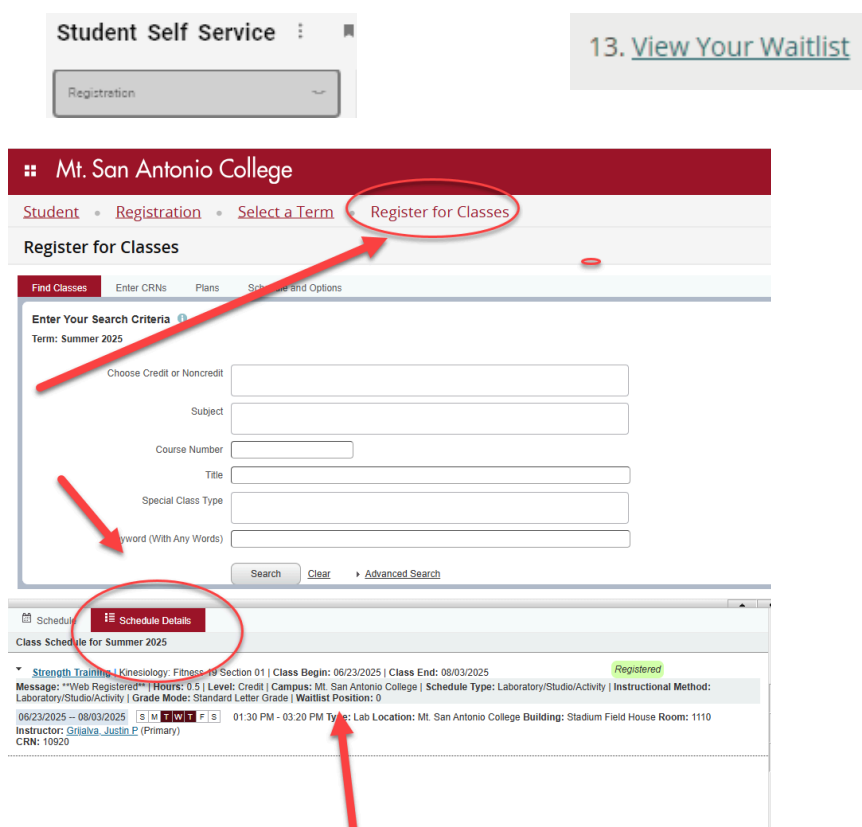 Student Self Service
Registration
13. View Your Waitlist
Mt. San Antonio College
Student • Registration • Select a Term • Register for Classes
Register for Classes
Find Classes Enter CRNs Plans Schedule and Options
Enter Your Search Criteria
Term: Summer 2025
Choose Credit or Noncredit
Subject
Course Number
Title
Special Class Type
(With Any Words)
Search Clear Advanced Search
Schedule Schedule Details
Class Schedule for Summer 2025
Strength Training | Kinesiology: Fitness 19 Section 01 | Class Begin: 06/23/2025 | Class End: 08/03/2025 Registered
Message: **Web Registered** | Hours: 0.5 | Level: Credit | Campus: Mt. San Antonio College | Schedule Type: Laboratory/Studio/Activity | Instructional Method:
Laboratory/Studio/Activity | Grade Mode: Standard Letter Grade | Waitlist Position: 0
06/23/2025 -- 08/03/2025 S M T W T F S 01:30 PM - 03:20 PM Type: Lab Location: Mt. San Antonio College Building: Stadium Field House Room: 1110
Instructor: Grijalva, Justin P (Primary)
CRN: 10920